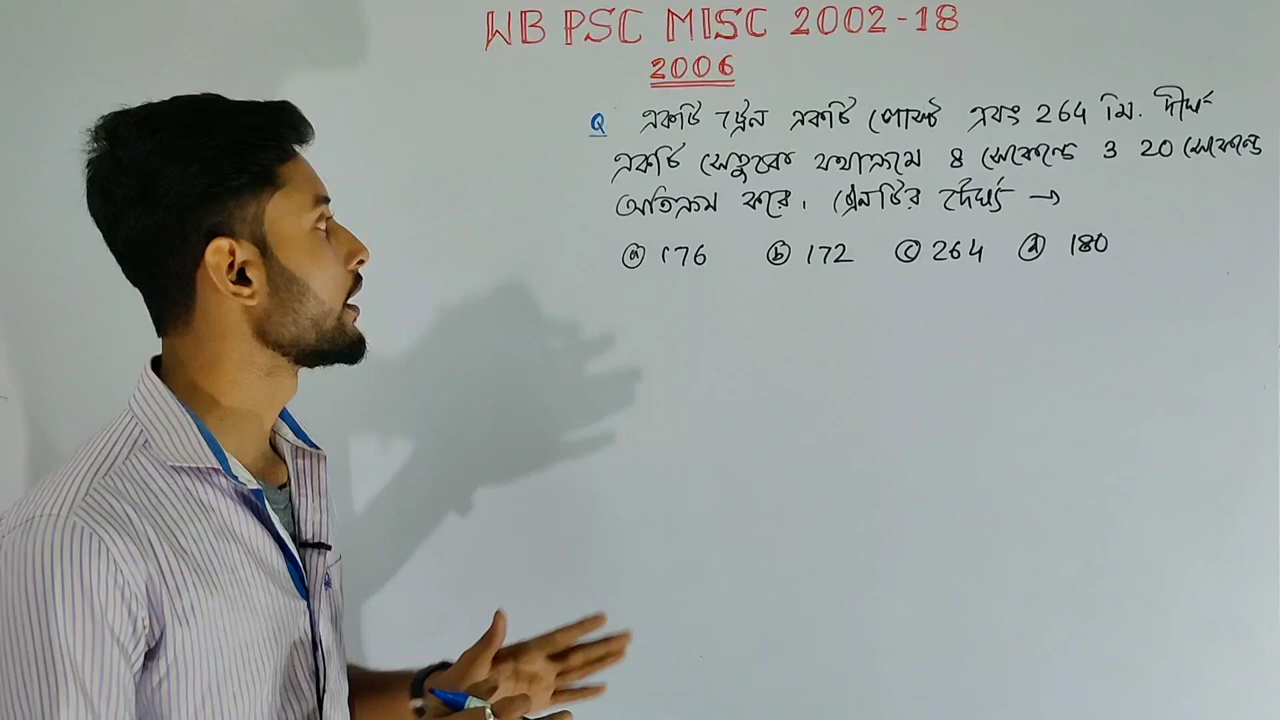 WB PSC MISC 2002-18
2006
Q একটি ট্রেন একটি পোস্ট এবং 264 মি. দীর্ঘ
একটি সেতুকে যথাক্রমে 8 সেকেন্ডে ও 20 সেকেন্ডে
অতিক্রম করে। ট্রেনটির দৈর্ঘ্য →
ⓐ 176 ⓑ 172 ⓒ 264 ⓓ 180